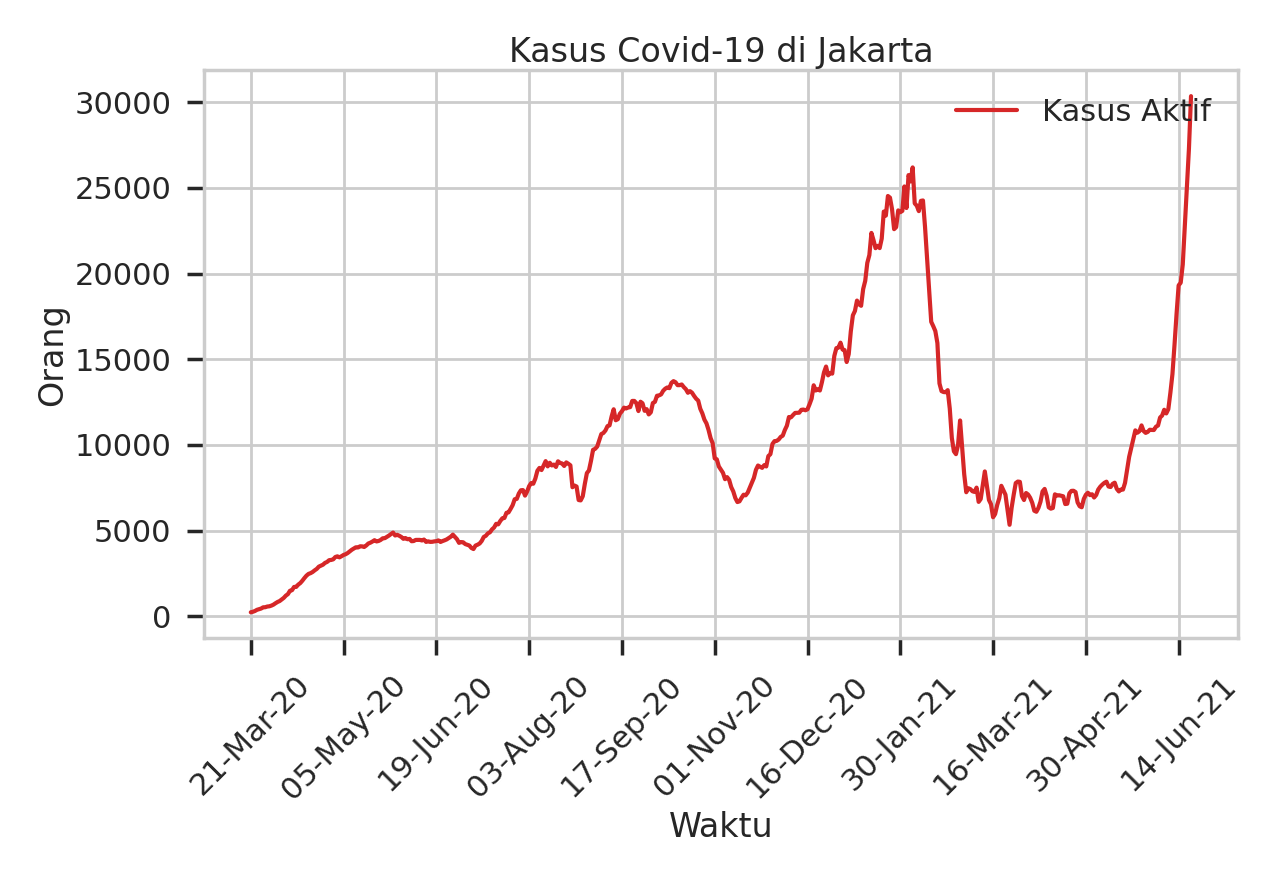 Kasus Covid-19 di Jakarta
Kasus Aktif
30000
25000
20000
15000
10000
5000
0
Orang
21-Mar-20
05-May-20
19-Jun-20
03-Aug-20
17-Sep-20
01-Nov-20
16-Dec-20
30-Jan-21
16-Mar-21
30-Apr-21
14-Jun-21
Waktu